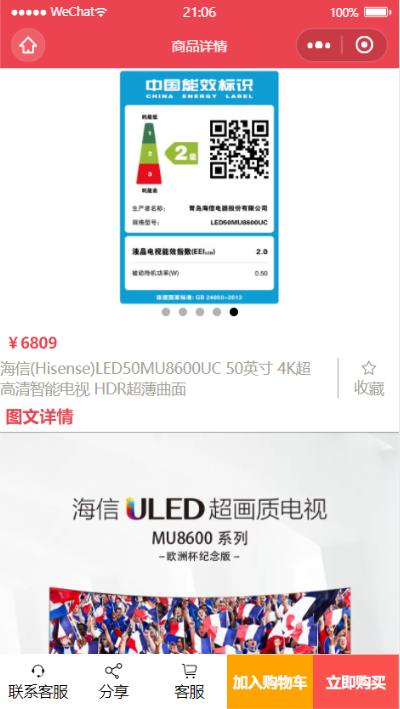 WeChat
21:06
100%
商品详情
中国能效标识
CHINA ENERGY LABEL
耗能低
1
2
3
2级
耗能高
生产者名称:
青岛海信电器股份有限公司
规格型号:
LED50MU8600UC
液晶电视能效指数(EEILCD)
2.0
被动待机功率(W)
0.50
依据国家标准: GB 24850-2013
¥6809
海信(Hisense)LED50MU8600UC 50英寸 4K超
高清智能电视 HDR超薄曲面
收藏
图文详情
海信 ULED 超画质电视
MU8600 系列
–欧洲杯纪念版–
联系客服
分享
客服
加入购物车
立即购买